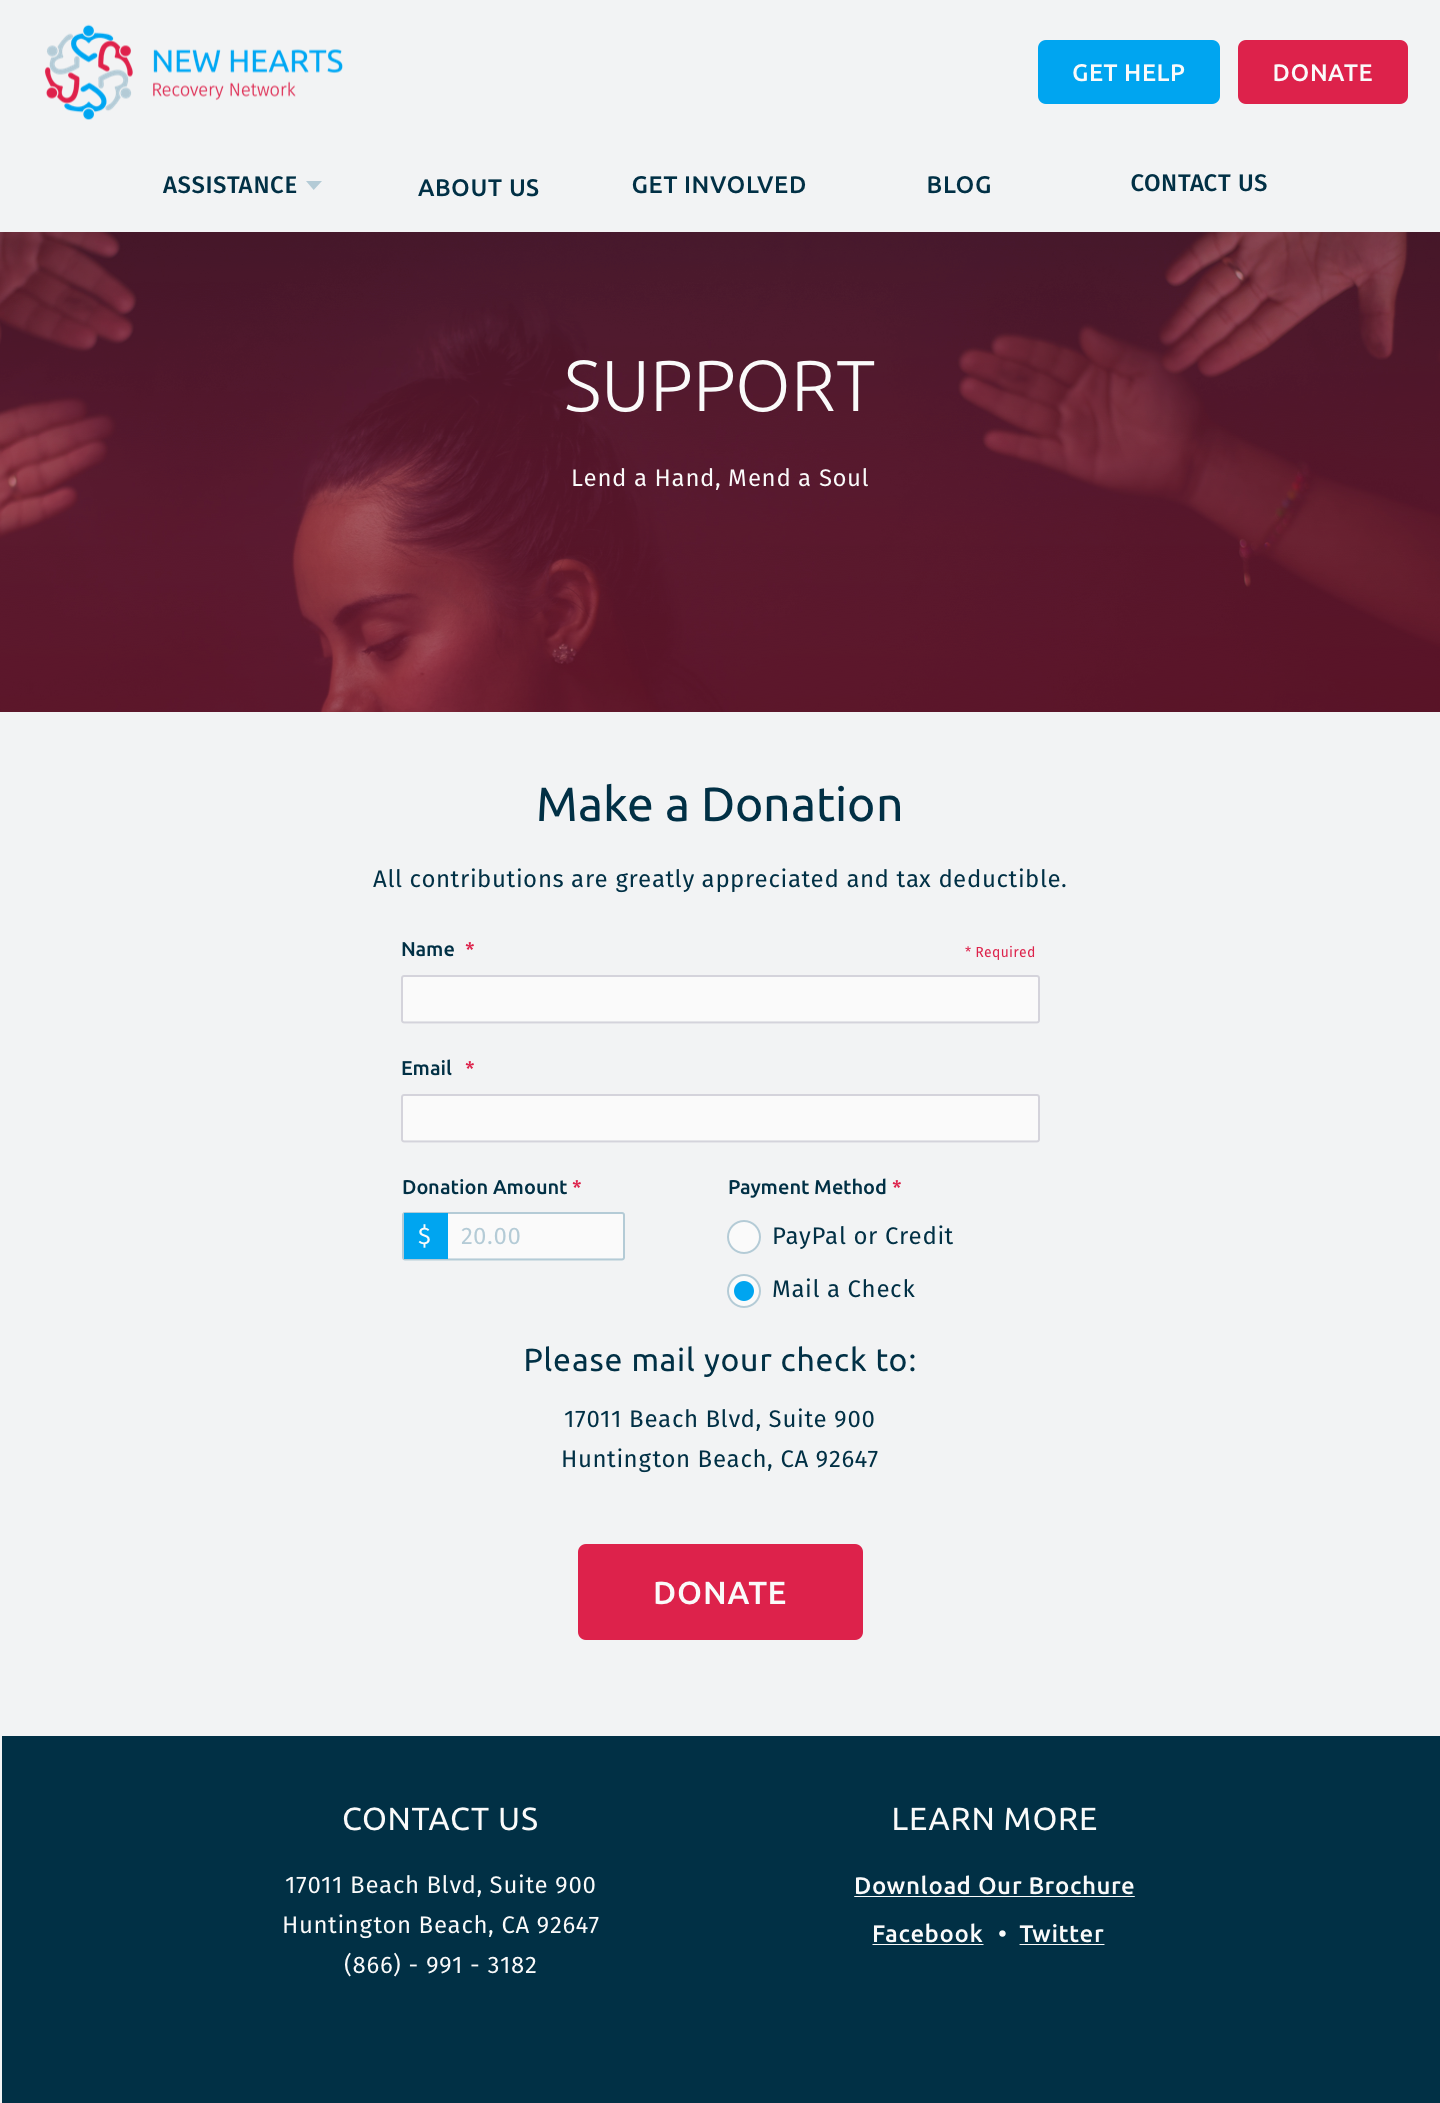 NEW HEARTS
Recovery Network
GET HELP
DONATE
ASSISTANCE
ABOUT US
GET INVOLVED
BLOG
CONTACT US
SUPPORT
Lend a Hand, Mend a Soul
Make a Donation
All contributions are greatly appreciated and tax deductible.
Name *
* Required
Email *
Donation Amount *
$ 20.00
Payment Method *
PayPal or Credit
Mail a Check
Please mail your check to:
17011 Beach Blvd, Suite 900
Huntington Beach, CA 92647
DONATE
CONTACT US
17011 Beach Blvd, Suite 900
Huntington Beach, CA 92647
(866) - 991 - 3182
LEARN MORE
Download Our Brochure
Facebook • Twitter